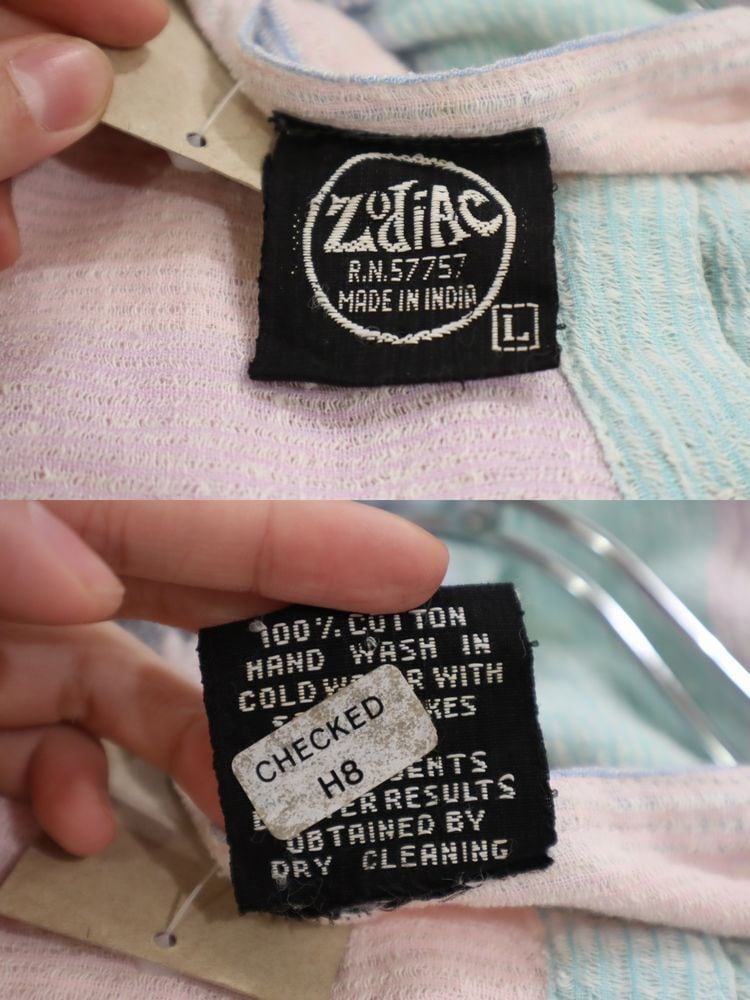 Zodiac
R.N. 57757
MADE IN INDIA
L
100% COTTON
HAND WASH IN
COLD WITH
CHECKED
H8
RESULTS
OBTAINED BY
DRY CLEANING